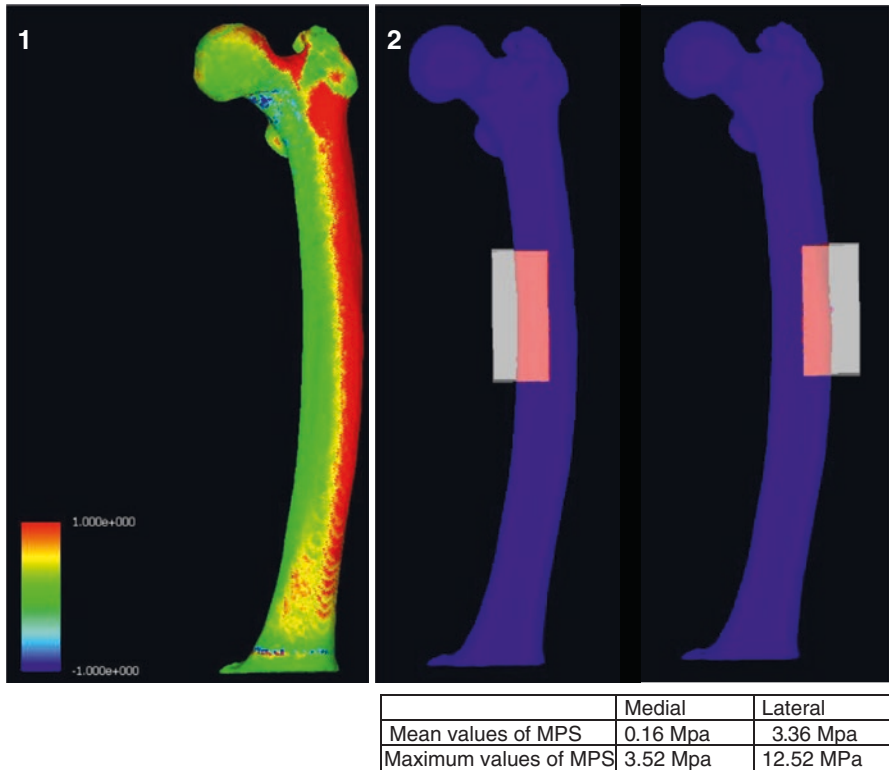 1
2
1.000e+000
-1.000e+000
Medial Lateral
Mean values of MPS 0.16 Mpa 3.36 Mpa
Maximum values of MPS 3.52 Mpa 12.52 MPa